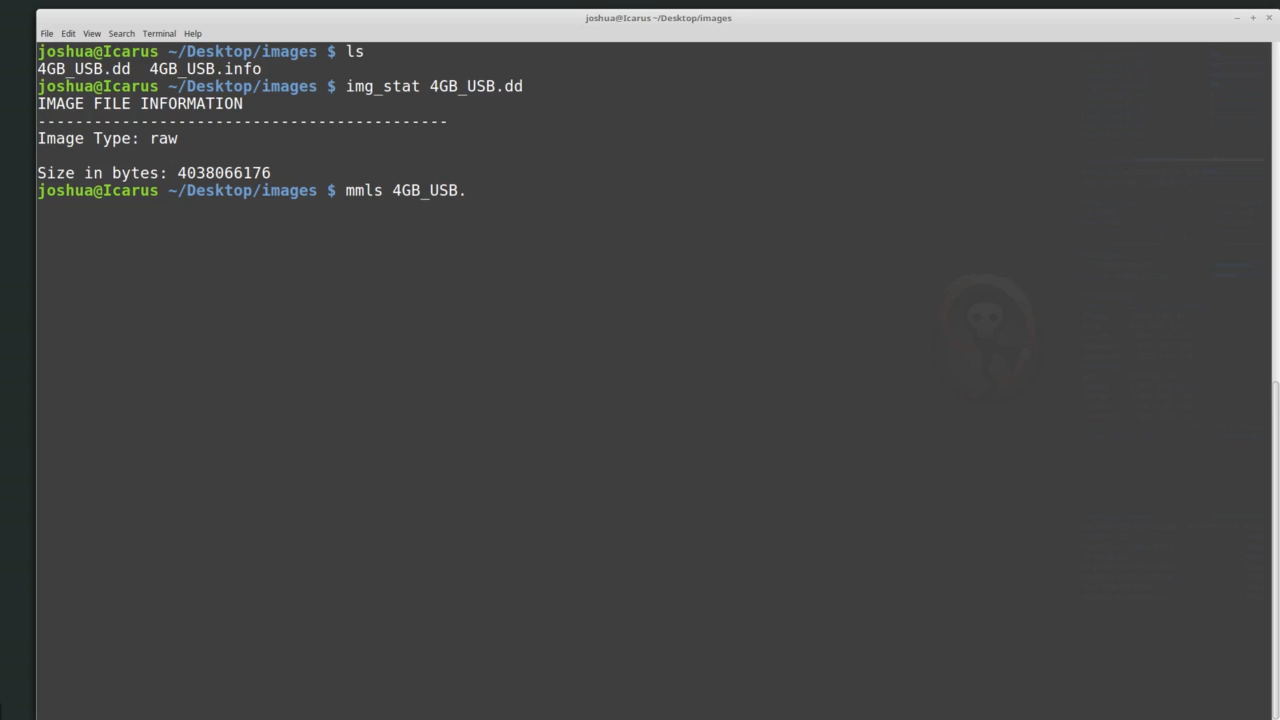 joshua@Icarus ~/Desktop/images
File Edit View Search Terminal Help
joshua@Icarus ~/Desktop/images $ ls
4GB_USB.dd  4GB_USB.info
joshua@Icarus ~/Desktop/images $ img_stat 4GB_USB.dd
IMAGE FILE INFORMATION
--------------------------------------------
Image Type: raw
Size in bytes: 4038066176
joshua@Icarus ~/Desktop/images $ mmls 4GB_USB.